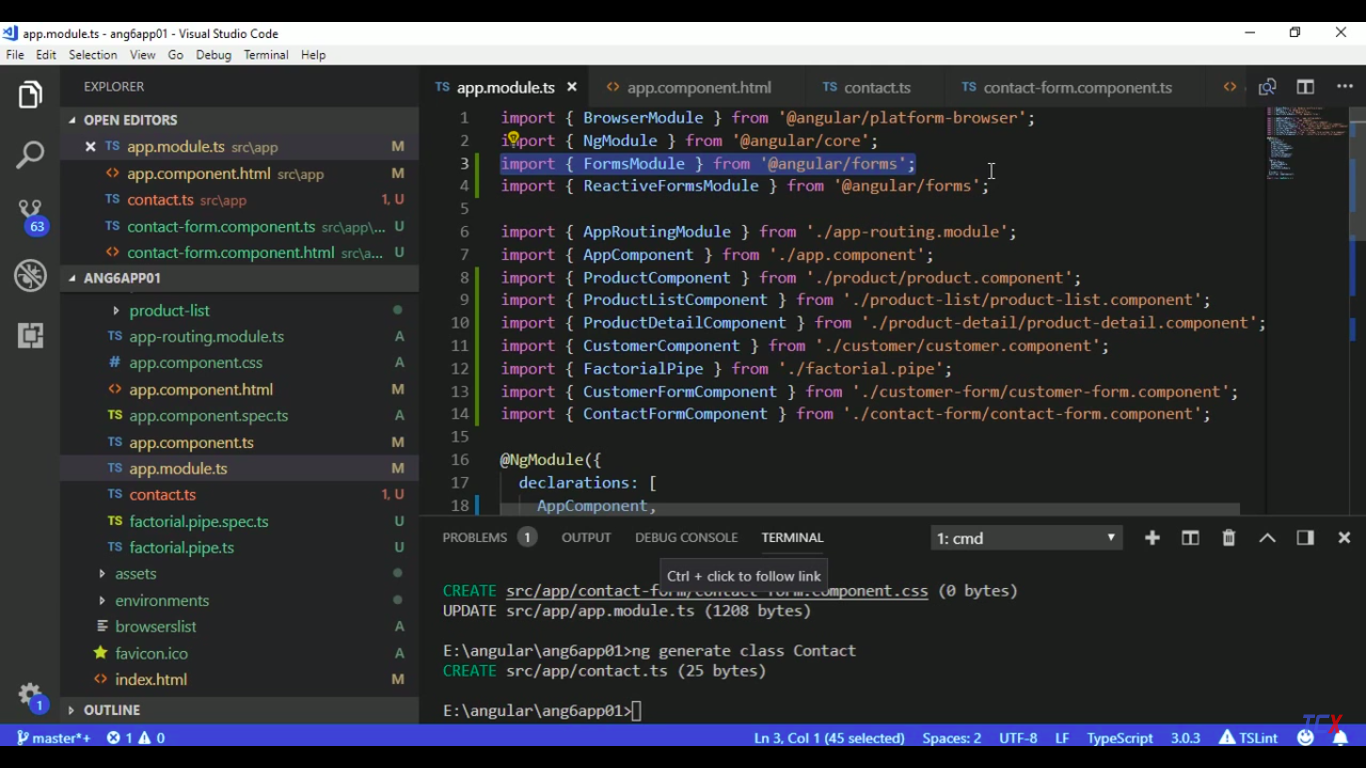 app.module.ts - ang6app01 - Visual Studio Code
File Edit Selection View Go Debug Terminal Help
EXPLORER
OPEN EDITORS
TS app.module.ts src\app M
<> app.component.html src\app M
TS contact.ts src\app 1, U
TS contact-form.component.ts src\app\... U
<> contact-form.component.html src\a... U
ANG6APP01
product-list
TS app-routing.module.ts A
# app.component.css A
<> app.component.html M
TS app.component.spec.ts A
TS app.component.ts M
TS app.module.ts M
TS contact.ts 1, U
TS factorial.pipe.spec.ts U
TS factorial.pipe.ts U
assets
environments
browserslist A
favicon.ico A
<> index.html M
OUTLINE
63
1
TS app.module.ts <> app.component.html TS contact.ts TS contact-form.component.ts <>
1 import { BrowserModule } from '@angular/platform-browser';
2 import { NgModule } from '@angular/core';
3 import { FormsModule } from '@angular/forms';
4 import { ReactiveFormsModule } from '@angular/forms';
5
6 import { AppRoutingModule } from './app-routing.module';
7 import { AppComponent } from './app.component';
8 import { ProductComponent } from './product/product.component';
9 import { ProductListComponent } from './product-list/product-list.component';
10 import { ProductDetailComponent } from './product-detail/product-detail.component';
11 import { CustomerComponent } from './customer/customer.component';
12 import { FactorialPipe } from './factorial.pipe';
13 import { CustomerFormComponent } from './customer-form/customer-form.component';
14 import { ContactFormComponent } from './contact-form/contact-form.component';
15
16 @NgModule({
17 declarations: [
18 AppComponent,
PROBLEMS 1 OUTPUT DEBUG CONSOLE TERMINAL 1: cmd
Ctrl + click to follow link
CREATE src/app/contact-form/contact-form.component.css (0 bytes)
UPDATE src/app/app.module.ts (1208 bytes)
E:\angular\ang6app01>ng generate class Contact
CREATE src/app/contact.ts (25 bytes)
E:\angular\ang6app01>
master*+ 1 0 Ln 3, Col 1 (45 selected) Spaces: 2 UTF-8 LF TypeScript 3.0.3 TSLint